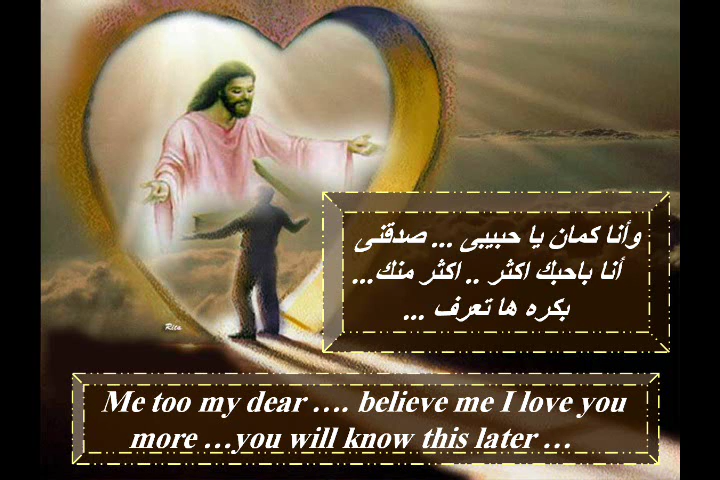 وأنا كمان يا حبيبى ... صدقنى
أنا باحبك اكثر .. اكثر منك...
بكره ها تعرف ...
Rita
Me too my dear .... believe me I love you
more ...you will know this later ...